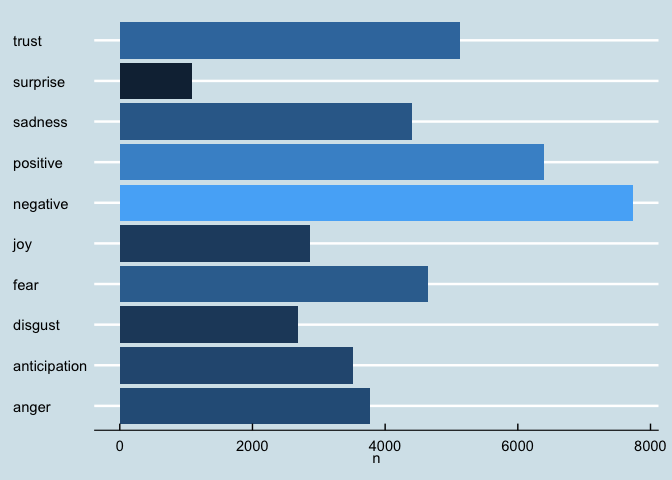 trust
surprise
sadness
positive
negative
joy
fear
disgust
anticipation
anger
0 2000 4000 6000 8000
n